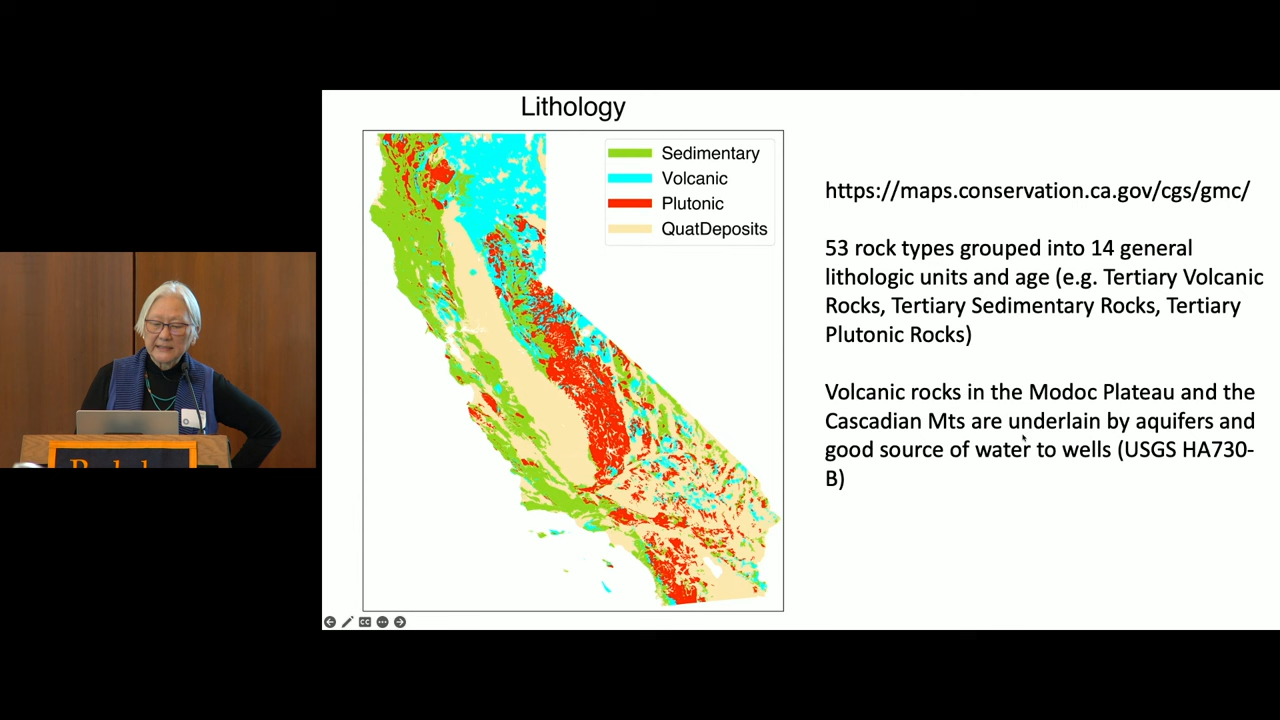 Lithology
Sedimentary
Volcanic
Plutonic
QuatDeposits
https://maps.conservation.ca.gov/cgs/gmc/
53 rock types grouped into 14 general
lithologic units and age (e.g. Tertiary Volcanic
Rocks, Tertiary Sedimentary Rocks, Tertiary
Plutonic Rocks)
Volcanic rocks in the Modoc Plateau and the
Cascadian Mts are underlain by aquifers and
good source of water to wells (USGS HA730-
B)
CC